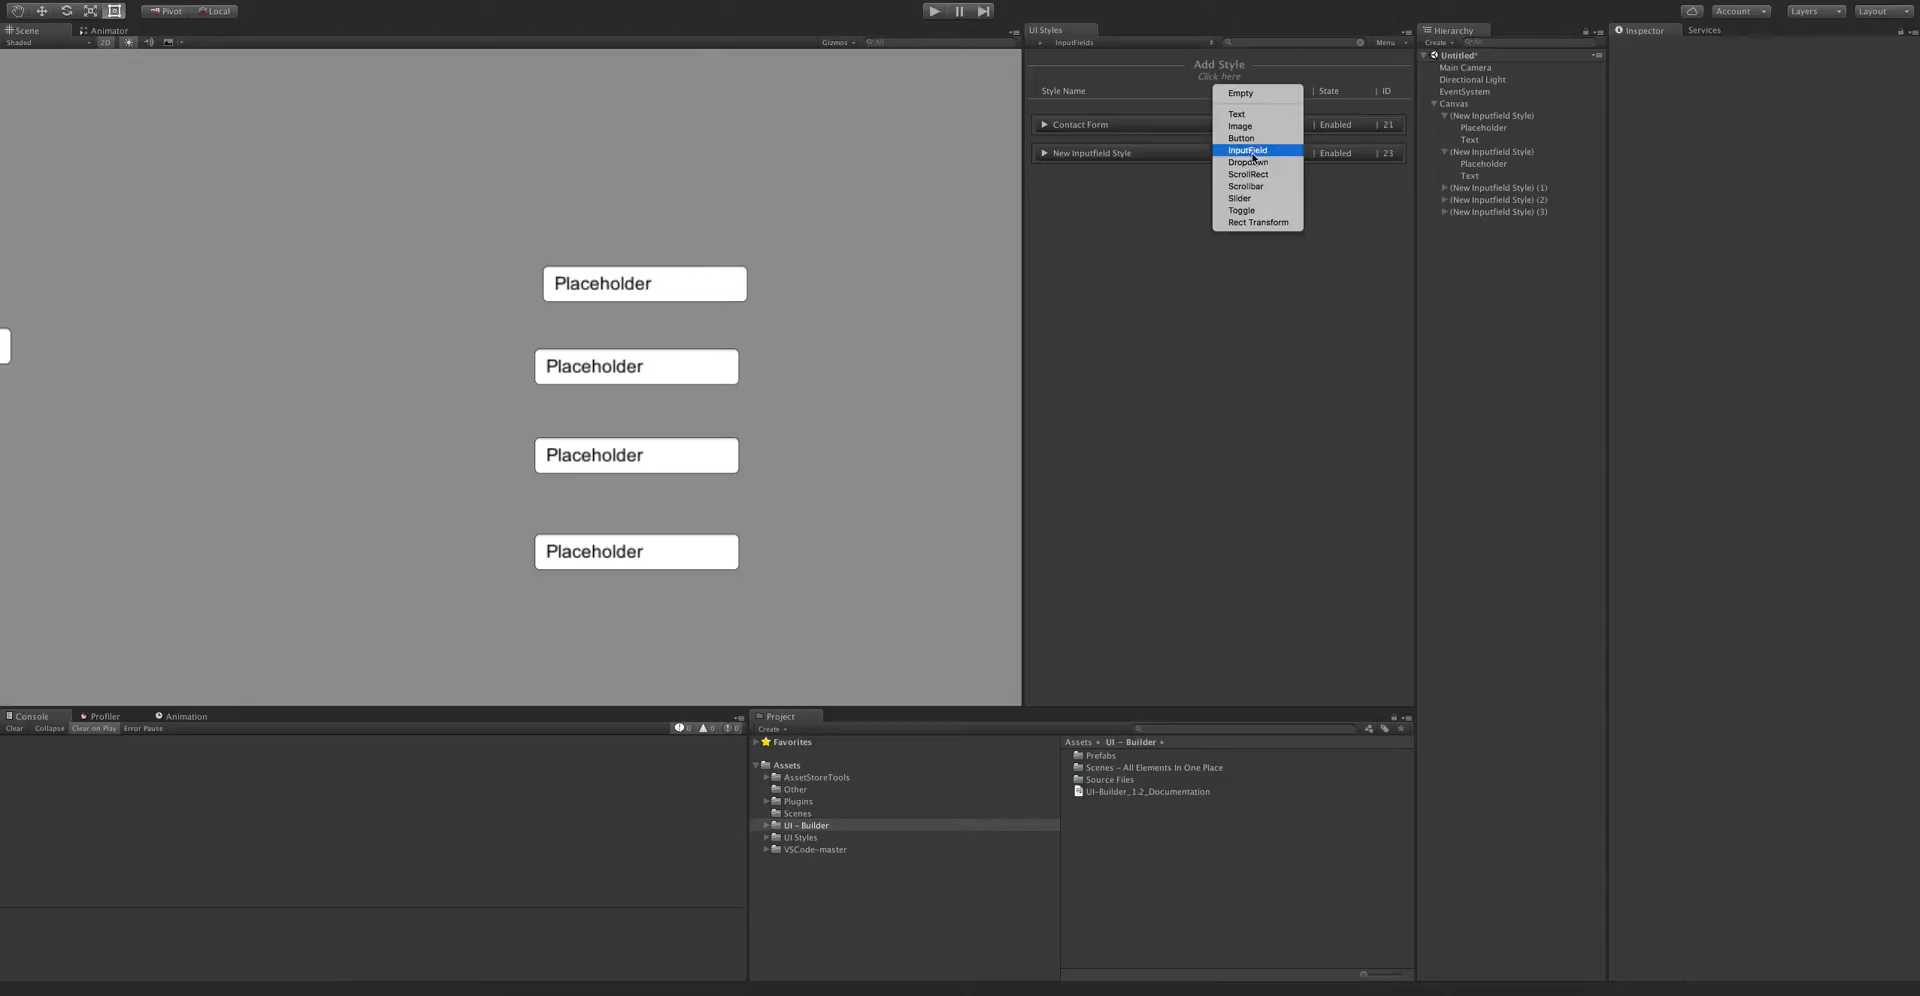 Pivot
Local
Account
Layers
Layout
Scene
Animator
Shaded
2D
Gizmos
All
UI Styles
InputFields
Menu
Add Style
Click here
Style Name
| State
| ID
Contact Form
| Enabled
| 21
New Inputfield Style
| Enabled
| 23
Empty
Text
Image
Button
InputField
Dropdown
ScrollRect
Scrollbar
Slider
Toggle
Rect Transform
Hierarchy
Create
All
Untitled*
Main Camera
Directional Light
EventSystem
Canvas
(New Inputfield Style)
Placeholder
Text
(New Inputfield Style)
Placeholder
Text
(New Inputfield Style) (1)
(New Inputfield Style) (2)
(New Inputfield Style) (3)
Inspector
Services
Placeholder
Placeholder
Placeholder
Placeholder
Console
Profiler
Animation
Clear
Collapse
Clear on Play
Error Pause
0
0
0
Project
Create
Favorites
Assets
AssetStoreTools
Other
Plugins
Scenes
UI - Builder
UI Styles
VSCode-master
Assets
UI - Builder
Prefabs
Scenes - All Elements In One Place
Source Files
UI-Builder_1.2_Documentation